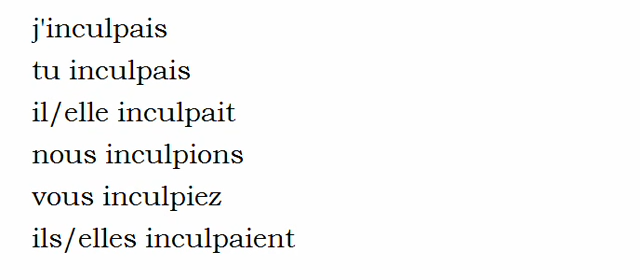 j'inculpais
tu inculpais
il/elle inculpait
nous inculpions
vous inculpiez
ils/elles inculpaient